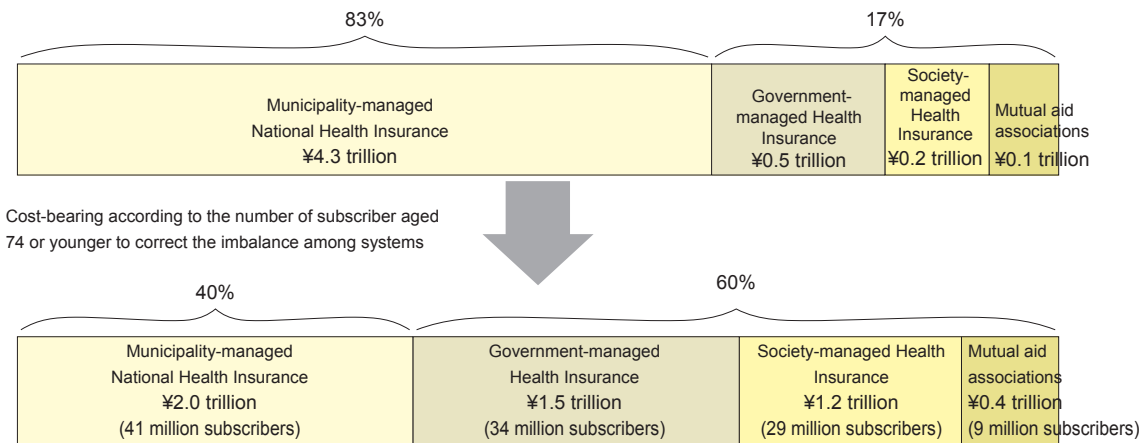 83%
17%
Municipality-managed
National Health Insurance
¥4.3 trillion
Government-
managed Health
Insurance
¥0.5 trillion
Society-
managed
Health
Insurance
¥0.2 trillion
Mutual aid
associations
¥0.1 trillion
Cost-bearing according to the number of subscriber aged
74 or younger to correct the imbalance among systems
40%
60%
Municipality-managed
National Health Insurance
¥2.0 trillion
(41 million subscribers)
Government-managed
Health Insurance
¥1.5 trillion
(34 million subscribers)
Society-managed Health
Insurance
¥1.2 trillion
(29 million subscribers)
Mutual aid
associations
¥0.4 trillion
(9 million subscribers)